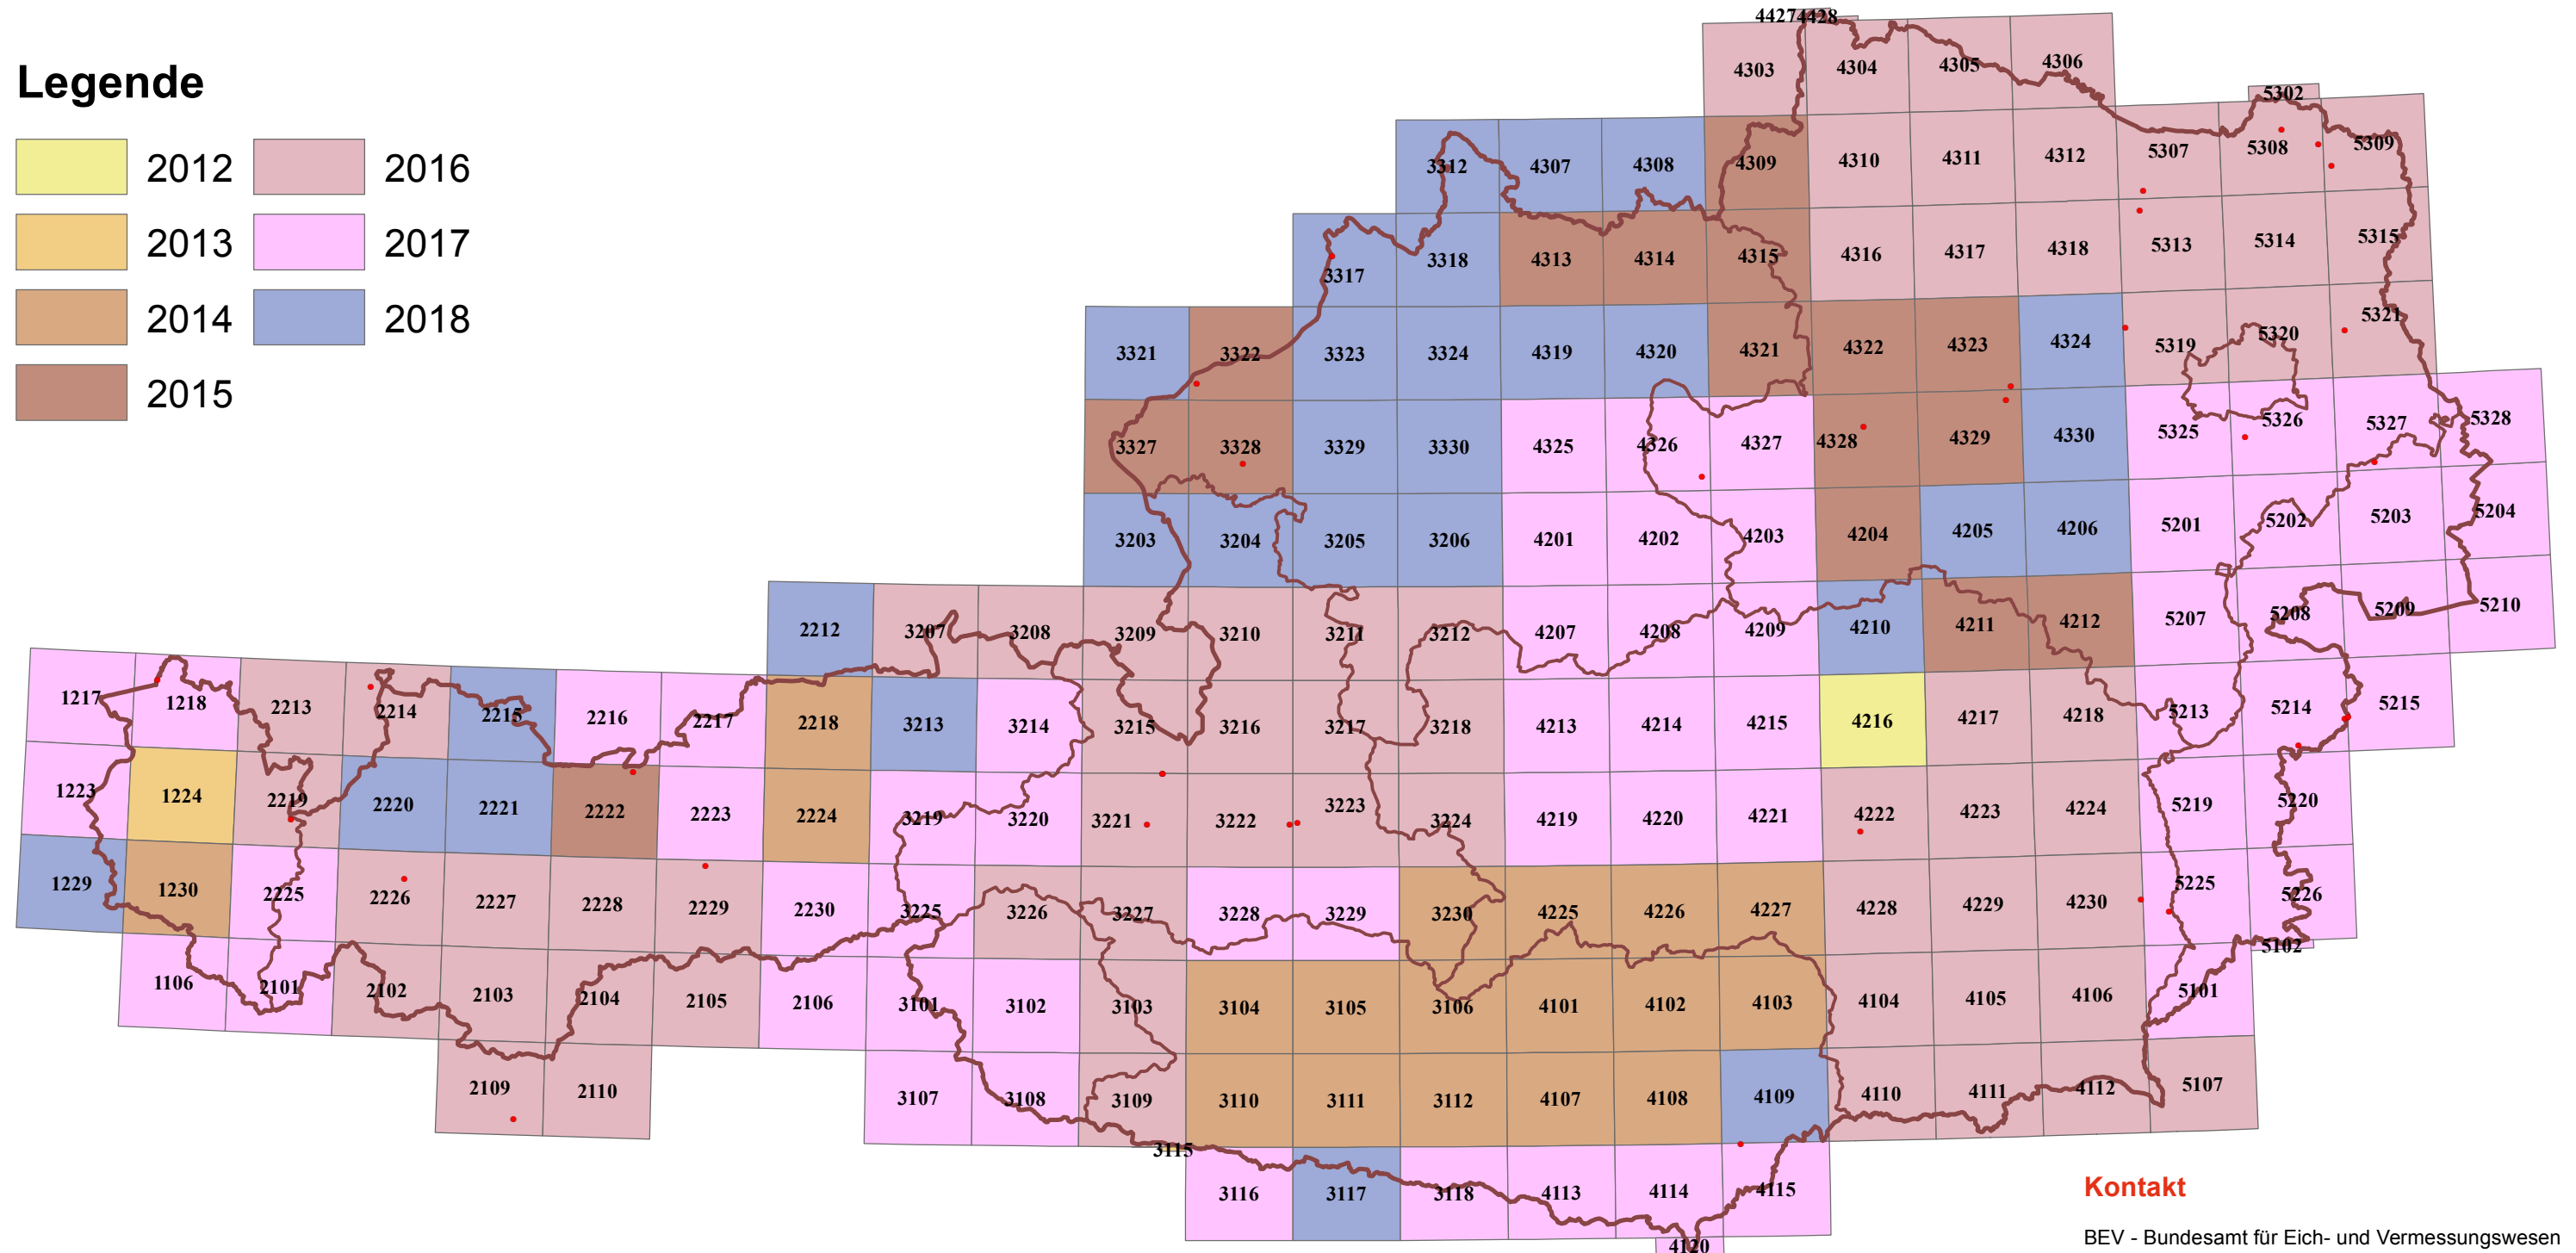 Legende
2012 2016
2013 2017
2014 2018
2015
4427 4428
4303 4304 4305 4306
5302
3312 4307 4308 4309 4310 4311 4312 5307 5308 5309
3317 3318 4313 4314 4315 4316 4317 4318 5313 5314 5315
3321 3322 3323 3324 4319 4320 4321 4322 4323 4324 5319 5320 5321
3327 3328 3329 3330 4325 4326 4327 4328 4329 4330 5325 5326 5327 5328
3203 3204 3205 3206 4201 4202 4203 4204 4205 4206 5201 5202 5203 5204
2212 3207 3208 3209 3210 3211 3212 4207 4208 4209 4210 4211 4212 5207 5208 5209 5210
1217 1218 2213 2214 2215 2216 2217 2218 3213 3214 3215 3216 3217 3218 4213 4214 4215 4216 4217 4218 5213 5214 5215
1223 1224 2219 2220 2221 2222 2223 2224 3219 3220 3221 3222 3223 3224 4219 4220 4221 4222 4223 4224 5219 5220
1229 1230 2225 2226 2227 2228 2229 2230 3225 3226 3227 3228 3229 3230 4225 4226 4227 4228 4229 4230 5225 5226
5102
1106 2101 2102 2103 2104 2105 2106 3101 3102 3103 3104 3105 3106 4101 4102 4103 4104 4105 4106 5101
2109 2110 3107 3108 3109 3110 3111 3112 4107 4108 4109 4110 4111 4112 5107
3115
3116 3117 3118 4113 4114 4115
4120
Kontakt
BEV - Bundesamt für Eich- und Vermessungswesen